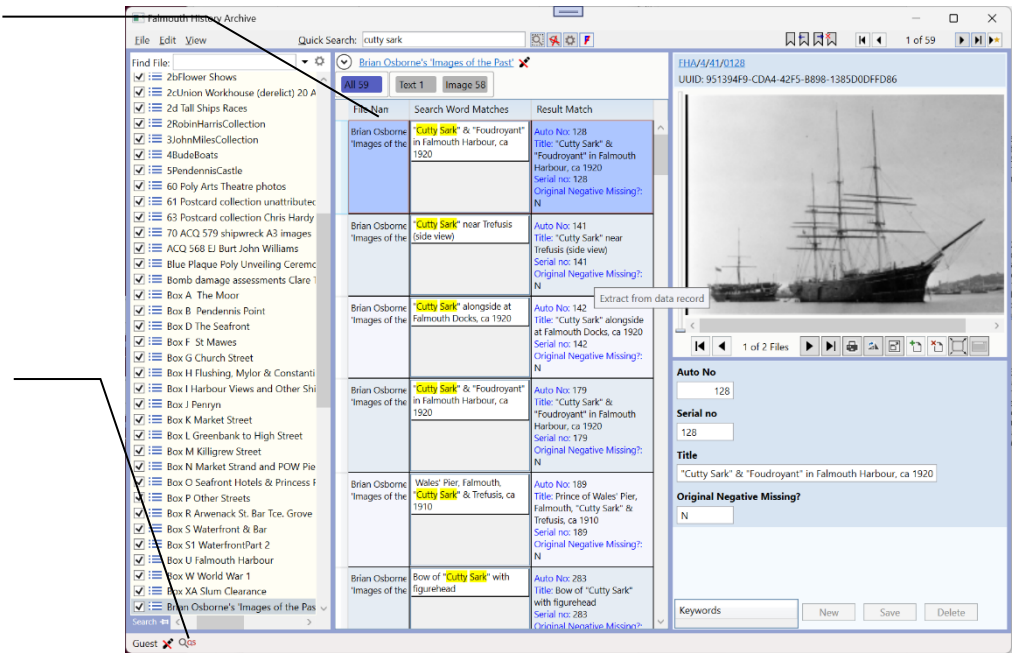 Falmouth History Archive
File Edit View
Quick Search: cutty sark
1 of 59
Find File:
2bFlower Shows
2cUnion Workhouse (derelict) 20 A
2d Tall Ships Races
2RobinHarrisCollection
3JohnMilesCollection
4BudeBoats
5PendennisCastle
60 Poly Arts Theatre photos
61 Postcard collection unattributec
63 Postcard collection Chris Hardy
70 ACQ 579 shipwreck A3 images
ACQ 568 EJ Burt John Williams
Blue Plaque Poly Unveiling Ceremc
Bomb damage assessments Clare
Box A The Moor
Box B Pendennis Point
Box D The Seafront
Box F St Mawes
Box G Church Street
Box H Flushing, Mylor & Constanti
Box I Harbour Views and Other Shi
Box J Penryn
Box K Market Street
Box L Greenbank to High Street
Box M Killigrew Street
Box N Market Strand and POW Pie
Box O Seafront Hotels & Princess F
Box P Other Streets
Box R Arwenack St. Bar Tce. Grove
Box S Waterfront & Bar
Box S1 WaterfrontPart 2
Box U Falmouth Harbour
Box W World War 1
Box XA Slum Clearance
Brian Osborne's 'Images of the Pas
Search
Guest
QS
Brian Osborne's 'Images of the Past'
All 59
Text 1
Image 58
File Nan
Search Word Matches
Result Match
Brian Osborne
'Images of the
"Cutty Sark" & "Foudroyant"
in Falmouth Harbour, ca
1920
Auto No: 128
Title: "Cutty Sark" &
"Foudroyant" in Falmouth
Harbour, ca 1920
Serial no: 128
Original Negative Missing?:
N
Brian Osborne
'Images of the
"Cutty Sark" near Trefusis
(side view)
Auto No: 141
Title: "Cutty Sark" near
Trefusis (side view)
Serial no: 141
Original Negative Missing?:
N
Brian Osborne
'Images of the
"Cutty Sark" alongside at
Falmouth Docks, ca 1920
Auto No: 142
Title: "Cutty Sark" alongside
at Falmouth Docks, ca 1920
Serial no: 142
Original Negative Missing?:
N
Brian Osborne
'Images of the
"Cutty Sark" & "Foudroyant"
in Falmouth Harbour, ca
1920
Auto No: 179
Title: "Cutty Sark" &
"Foudroyant" in Falmouth
Harbour, ca 1920
Serial no: 179
Original Negative Missing?:
N
Brian Osborne
'Images of the
Wales' Pier, Falmouth,
"Cutty Sark" & Trefusis, ca
1910
Auto No: 189
Title: Prince of Wales' Pier,
Falmouth, "Cutty Sark" &
Trefusis, ca 1910
Serial no: 189
Original Negative Missing?:
N
Brian Osborne
'Images of the
Bow of "Cutty Sark" with
figurehead
Auto No: 283
Title: Bow of "Cutty Sark"
with figurehead
Serial no: 283
Original Negative Missing?:
Extract from data record
FHA/4/41/0128
UUID: 951394F9-CDA4-42F5-B898-1385D0DFFD86
1 of 2 Files
Auto No
128
Serial no
128
Title
"Cutty Sark" & "Foudroyant" in Falmouth Harbour, ca 1920
Original Negative Missing?
N
Keywords
New
Save
Delete